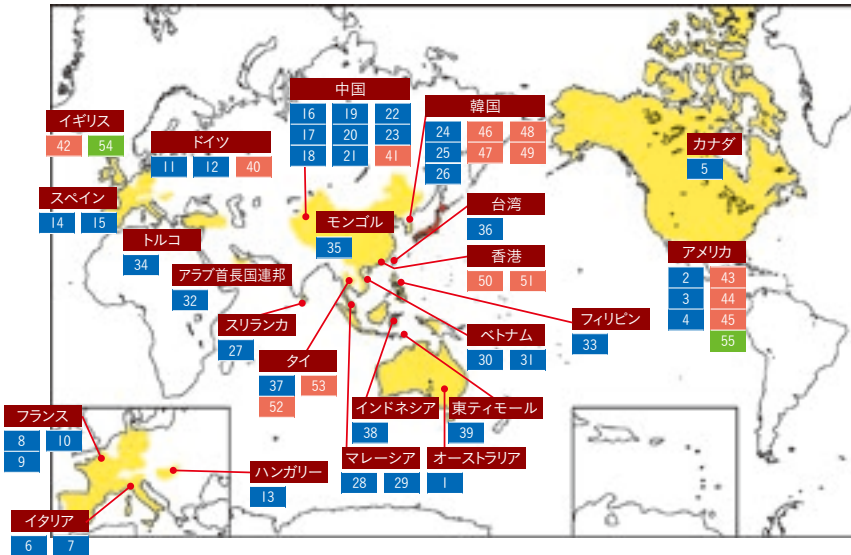 中国
16 19 22
17 20 23
18 21 41
韓国
24 46 48
25 47 49
26
イギリス
42 54
ドイツ
11 12 40
カナダ
5
スペイン
14 15
台湾
36
モンゴル
35
トルコ
34
香港
50 51
アメリカ
2 43
3 44
4 45
55
アラブ首長国連邦
32
スリランカ
27
フィリピン
33
ベトナム
30 31
タイ
37 53
52
インドネシア
38
東ティモール
39
フランス
8 10
9
マレーシア
28 29
オーストラリア
1
ハンガリー
13
イタリア
6 7